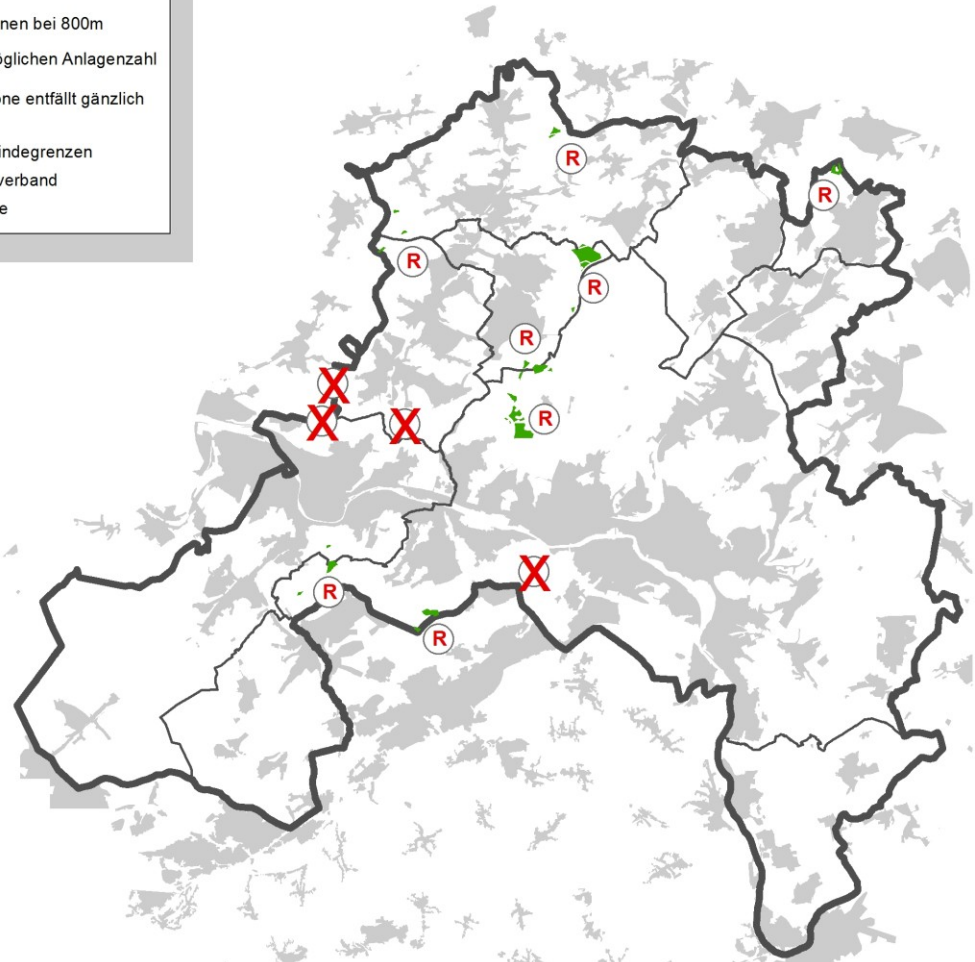 nen bei 800m
öglichen Anlagenzahl
ne entfällt gänzlich
indegrenzen
verband
e
R
R
R
R
R
X
X
X
R
X
R
R